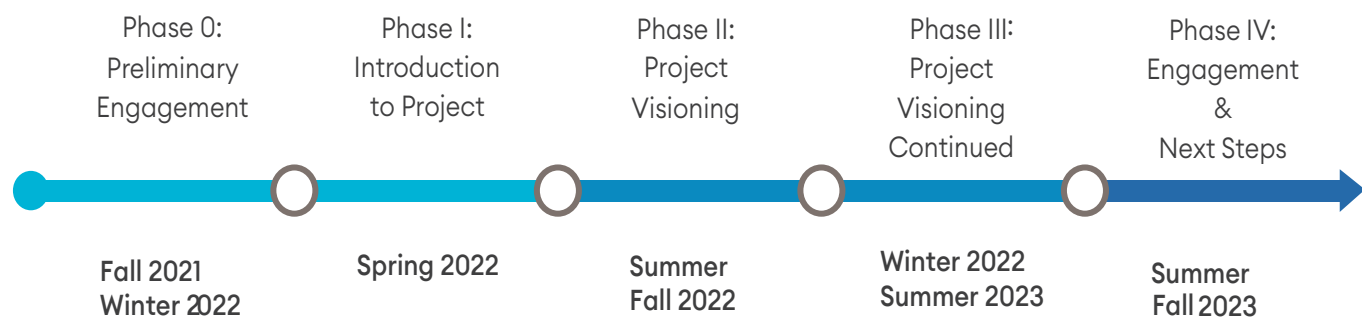 Phase 0:
Preliminary
Engagement
Phase I:
Introduction
to Project
Phase II:
Project
Visioning
Phase III:
Project
Visioning
Continued
Phase IV:
Engagement
&
Next Steps
Fall 2021
Winter 2022
Spring 2022
Summer
Fall 2022
Winter 2022
Summer 2023
Summer
Fall 2023